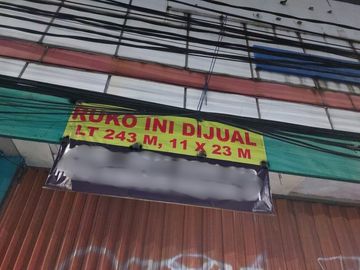 RUKO INI DIJUAL
LT 243 M, 11 X 23 M